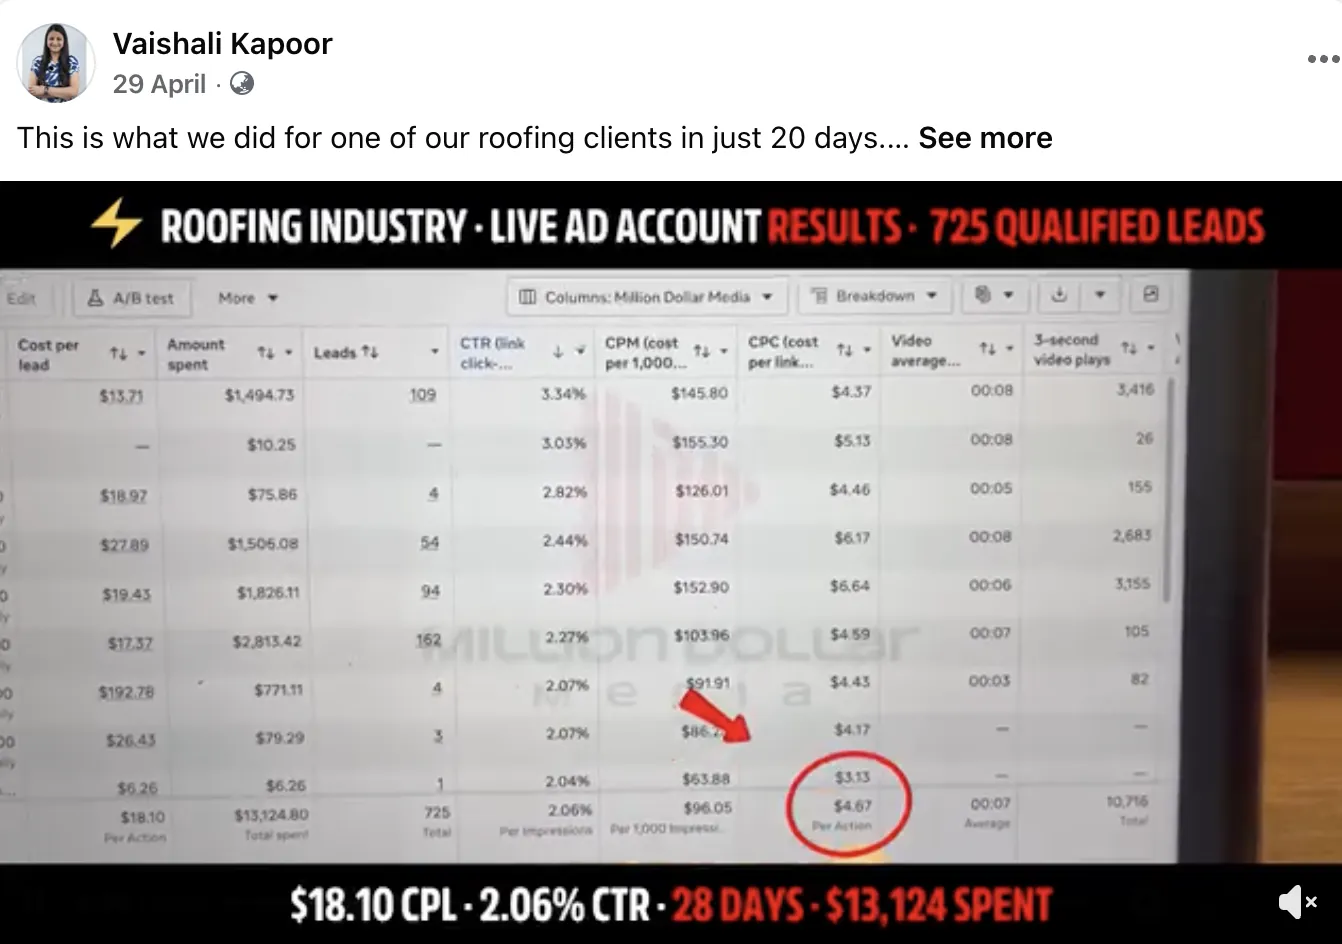 Vaishali Kapoor
29 April ·
This is what we did for one of our roofing clients in just 20 days.... See more
ROOFING INDUSTRY · LIVE AD ACCOUNT RESULTS · 725 QUALIFIED LEADS
Edit A/B test More Columns: Million Dollar Media Breakdown
Cost per lead Amount spent Leads CTR (link click-... CPM (cost per 1,000... CPC (cost per link... Video average... 3-second video plays
$13.71 $1,494.73 109 3.34% $145.80 $4.37 00:08 3,416
— $10.25 — 3.03% $155.30 $5.13 00:08 26
$18.97 $75.86 4 2.82% $126.01 $4.46 00:05 155
$27.89 $1,506.08 54 2.44% $150.74 $6.17 00:08 2,683
$19.43 $1,826.11 94 2.30% $152.90 $6.64 00:06 3,155
$17.37 $2,813.42 162 2.27% $103.96 $4.59 00:07 105
MILLION DOLLAR
$192.78 $771.11 4 2.07% $91.91 $4.43 00:03 82
Media
$26.43 $79.29 3 2.07% $4.17 — —
$6.26 $6.26 1 2.04% $63.88 $3.13 — —
$18.10 $13,124.80 725 2.06% $96.05 $4.67 00:07 10,716
Per Action Total spent Total Per Impressions Per 1,000 Impressi... Per Action Average Total
$18.10 CPL · 2.06% CTR · 28 DAYS · $13,124 SPENT